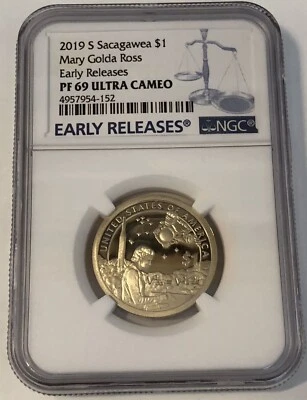 2019 S Sacagawea $1
Mary Golda Ross
Early Releases
PF 69 ULTRA CAMEO
4957954-152
EARLY RELEASES®
NGC®
UNITED STATES OF AMERICA
$1